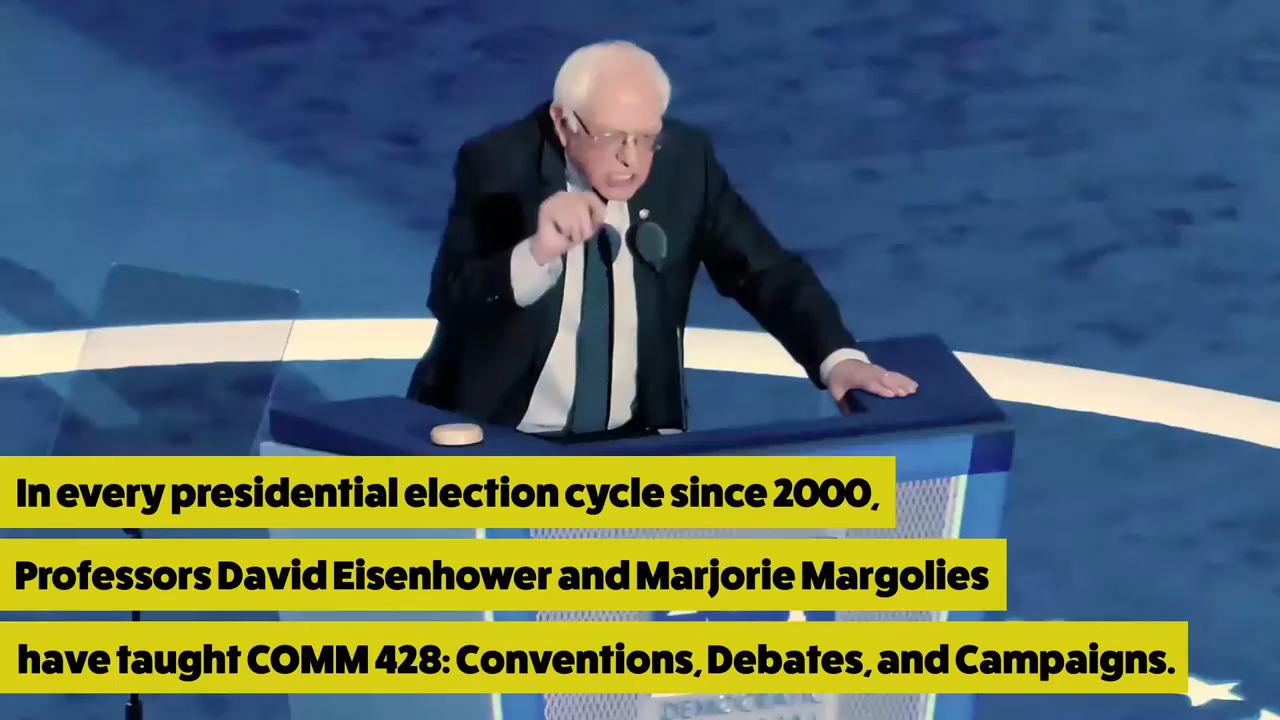 In every presidential election cycle since 2000,
Professors David Eisenhower and Marjorie Margolies
have taught COMM 428: Conventions, Debates, and Campaigns.
DEMOCRATIC